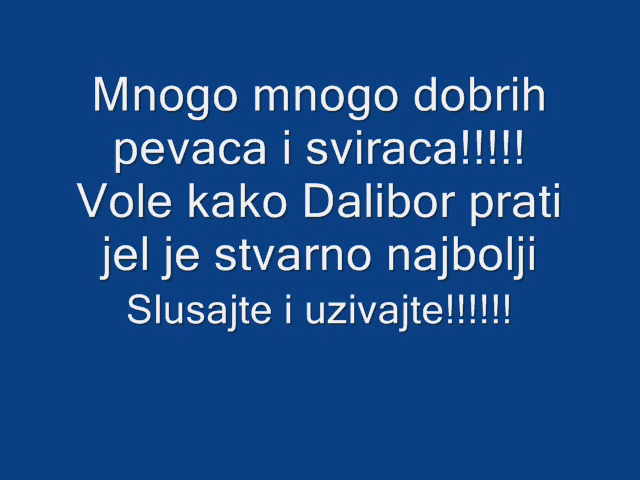 Mnogo mnogo dobrih
pevaca i sviraca!!!!!
Vole kako Dalibor prati
jel je stvarno najbolji
Slusajte i uzivajte!!!!!!